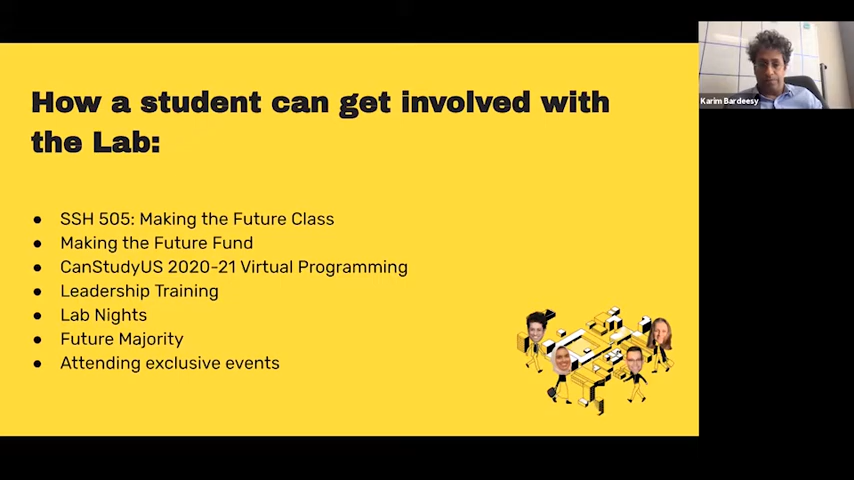 How a student can get involved with
the Lab:
● SSH 505: Making the Future Class
● Making the Future Fund
● CanStudyUS 2020-21 Virtual Programming
● Leadership Training
● Lab Nights
● Future Majority
● Attending exclusive events
Karim Bardeesy